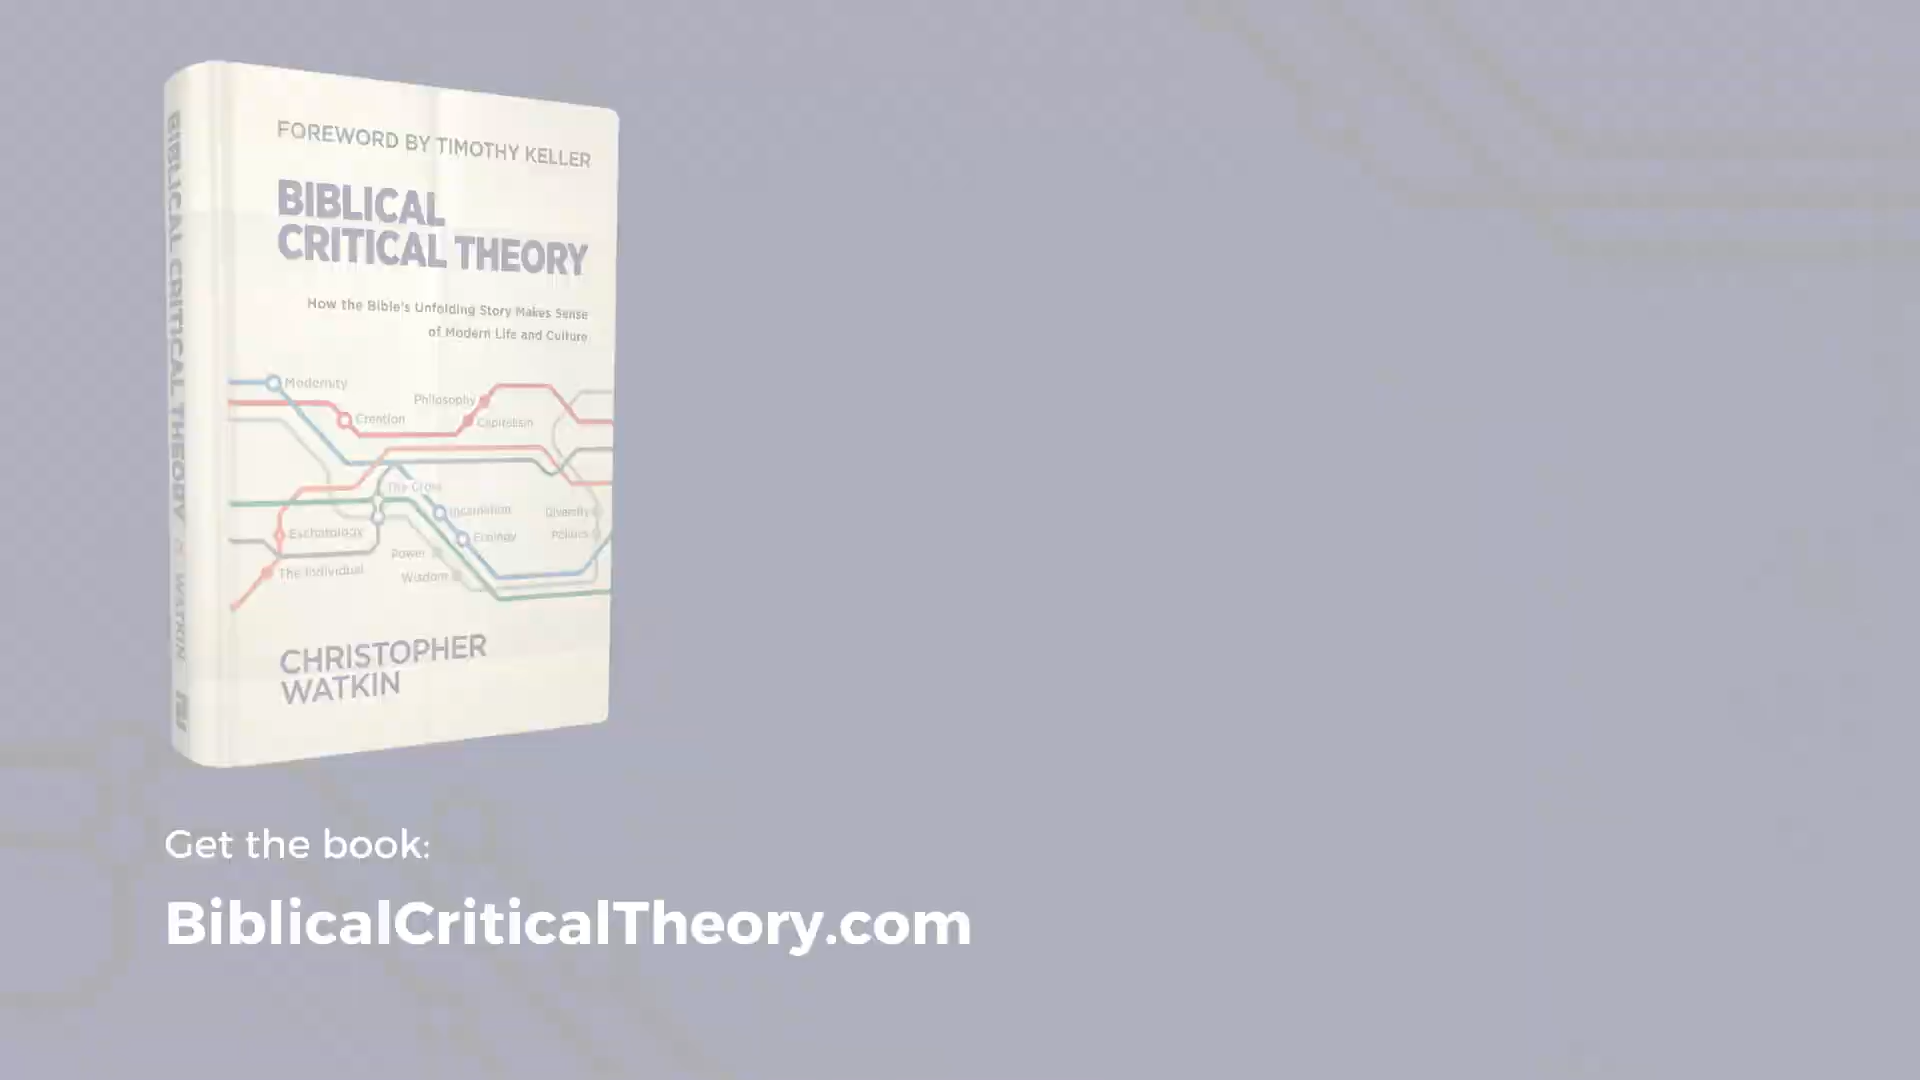 FOREWORD BY TIMOTHY KELLER
BIBLICAL
CRITICAL THEORY
How the Bible's Unfolding Story Makes Sense
of Modern Life and Culture
Modernity
Philosophy
Creation
Capitalism
The Cross
Incarnation
Diversity
Eschatology
Ecology
Politics
Power
The Individual
Wisdom
CHRISTOPHER
WATKIN
BIBLICAL CRITICAL THEORY
WATKIN
Get the book:
BiblicalCriticalTheory.com